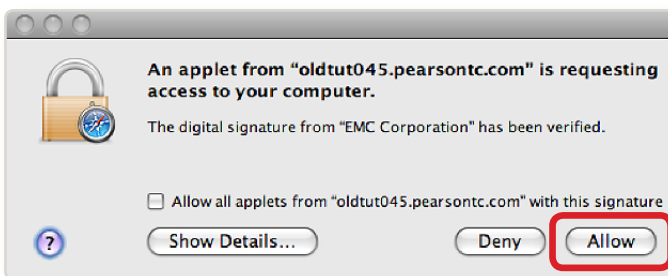 An applet from "oldtut045.pearsontc.com" is requesting
access to your computer.
The digital signature from "EMC Corporation" has been verified.
Allow all applets from "oldtut045.pearsontc.com" with this signature
? Show Details... Deny Allow